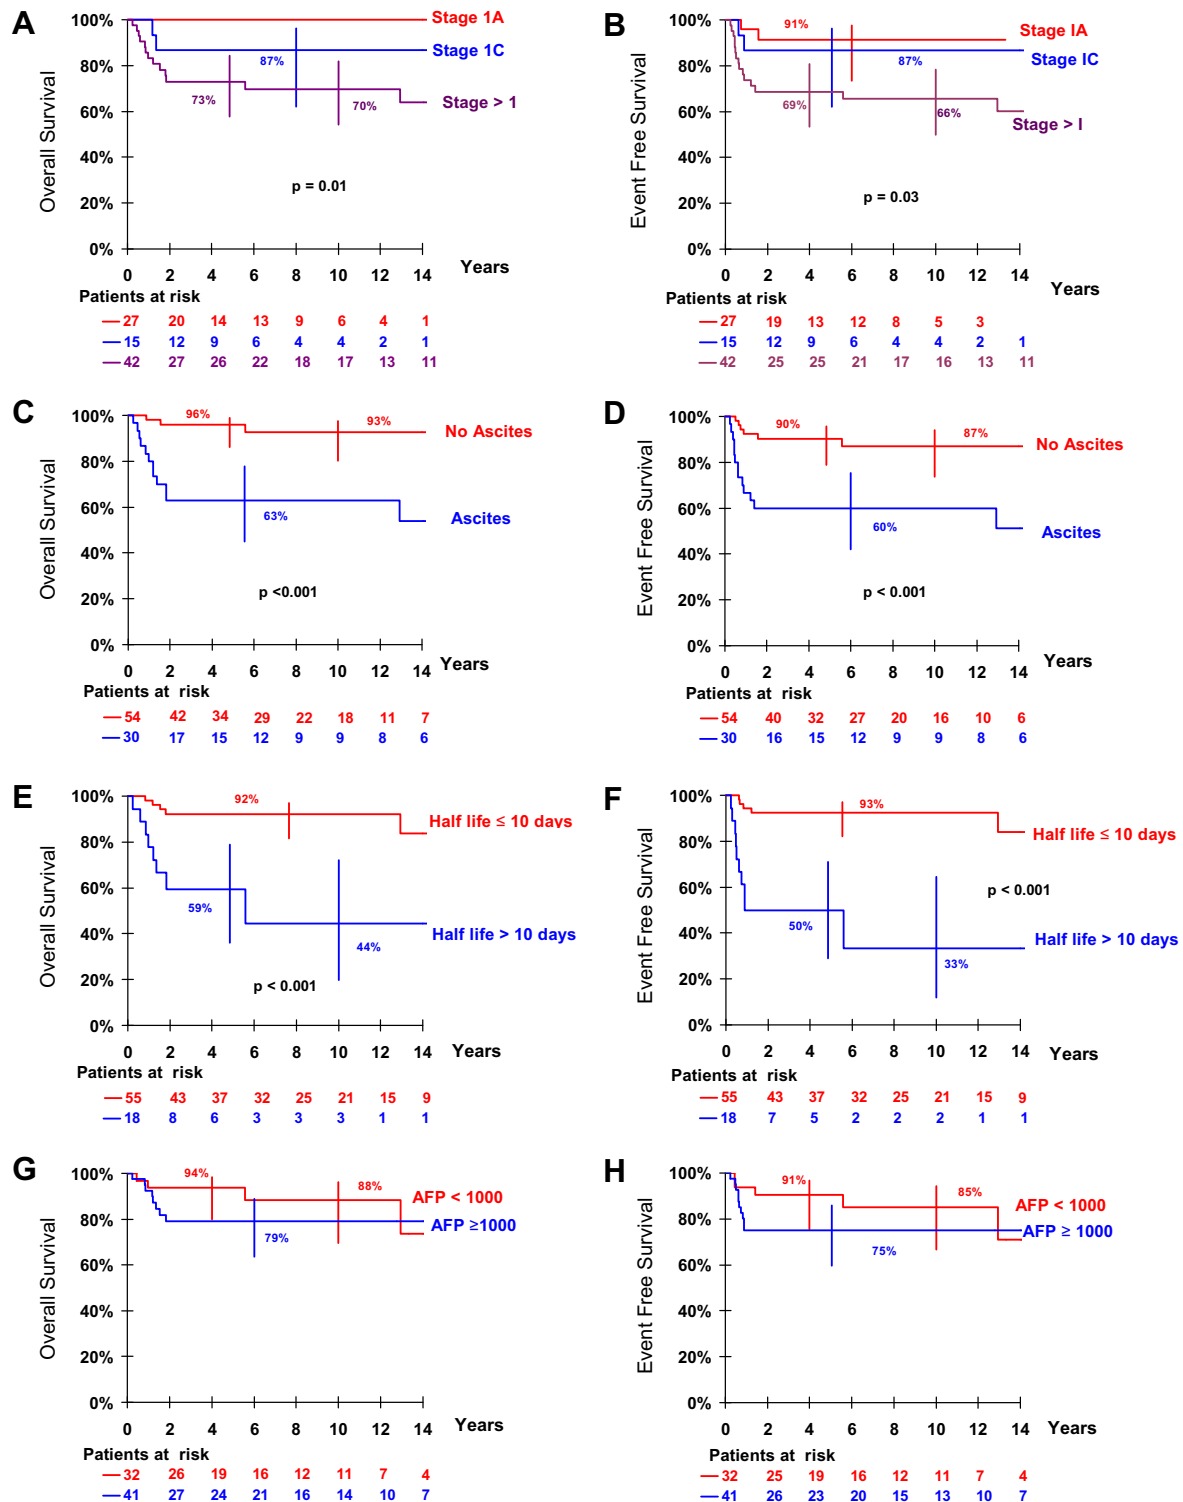 A
Overall Survival
100%
80%
60%
40%
20%
0%
Stage 1A
Stage 1C
87%
Stage > 1
73%
70%
p = 0.01
0 2 4 6 8 10 12 14
Years
Patients at risk
27 20 14 13 9 6 4 1
15 12 9 6 4 4 2 1
42 27 26 22 18 17 13 11
B
Event Free Survival
100%
80%
60%
40%
20%
0%
91%
Stage IA
87%
Stage IC
69%
66%
Stage > I
p = 0.03
0 2 4 6 8 10 12 14
Years
Patients at risk
27 19 13 12 8 5 3
15 12 9 6 4 4 2 1
42 25 25 21 17 16 13 11
C
Overall Survival
100%
80%
60%
40%
20%
0%
96%
93%
No Ascites
63%
Ascites
p <0.001
0 2 4 6 8 10 12 14
Years
Patients at risk
54 42 34 29 22 18 11 7
30 17 15 12 9 9 8 6
D
Event Free Survival
100%
80%
60%
40%
20%
0%
90%
87%
No Ascites
60%
Ascites
p < 0.001
0 2 4 6 8 10 12 14
Years
Patients at risk
54 40 32 27 20 16 10 6
30 16 15 12 9 9 8 6
E
Overall Survival
100%
80%
60%
40%
20%
0%
92%
Half life ≤ 10 days
59%
44%
Half life > 10 days
p < 0.001
0 2 4 6 8 10 12 14
Years
Patients at risk
55 43 37 32 25 21 15 9
18 8 6 3 3 3 1 1
F
Event Free Survival
100%
80%
60%
40%
20%
0%
93%
Half life ≤ 10 days
p < 0.001
50%
33%
Half life > 10 days
0 2 4 6 8 10 12 14
Years
Patients at risk
55 43 37 32 25 21 15 9
18 7 5 2 2 2 1 1
G
Overall Survival
100%
80%
60%
40%
20%
0%
94%
88%
AFP < 1000
AFP ≥1000
79%
0 2 4 6 8 10 12 14
Years
Patients at risk
32 26 19 16 12 11 7 4
41 27 24 21 16 14 10 7
H
Event Free Survival
100%
80%
60%
40%
20%
0%
91%
85%
AFP < 1000
AFP ≥ 1000
75%
0 2 4 6 8 10 12 14
Years
Patients at risk
32 25 19 16 12 11 7 4
41 26 23 20 15 13 10 7